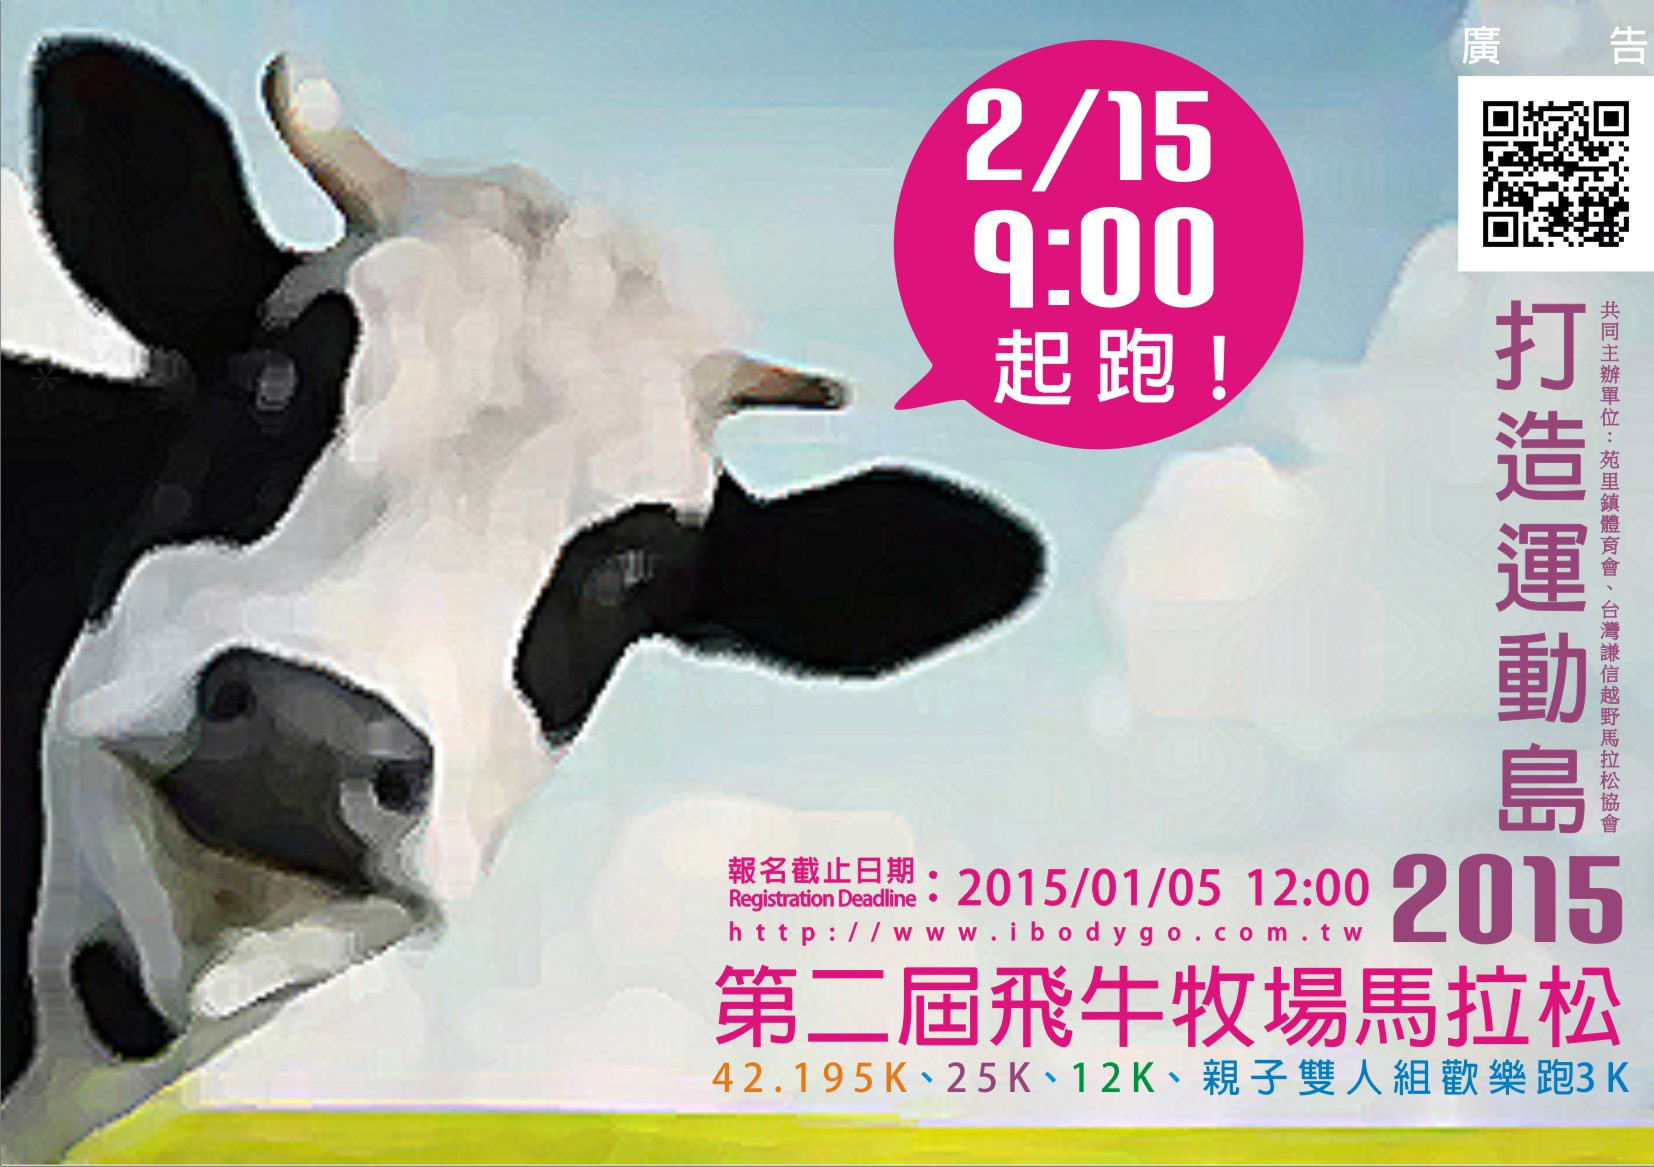 廣告
2/15
9:00
起跑!
打造運動島
共同主辦單位:苑里鎮體育會、台灣謙信越野馬拉松協會
2015
報名截止日期:2015/01/05 12:00
Registration Deadline
http://www.ibodygo.com.tw
第二屆飛牛牧場馬拉松
42.195K、25K、12K、親子雙人組歡樂跑3K